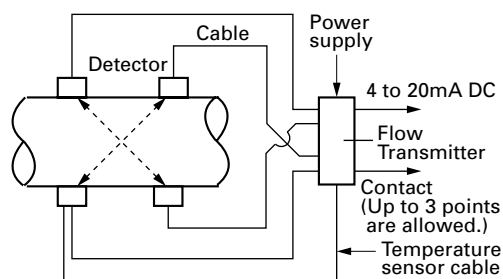 Power
supply
Cable
Detector
4 to 20mA DC
Flow
Transmitter
Contact
(Up to 3 points
are allowed.)
Temperature
sensor cable